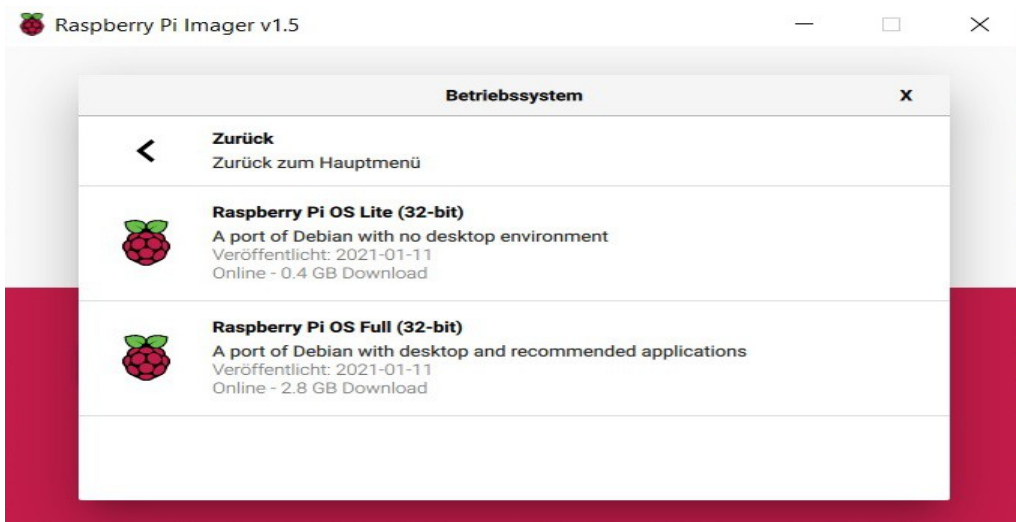 Raspberry Pi Imager v1.5
Betriebssystem
X
Zurück
Zurück zum Hauptmenü
Raspberry Pi OS Lite (32-bit)
A port of Debian with no desktop environment
Veröffentlicht: 2021-01-11
Online - 0.4 GB Download
Raspberry Pi OS Full (32-bit)
A port of Debian with desktop and recommended applications
Veröffentlicht: 2021-01-11
Online - 2.8 GB Download